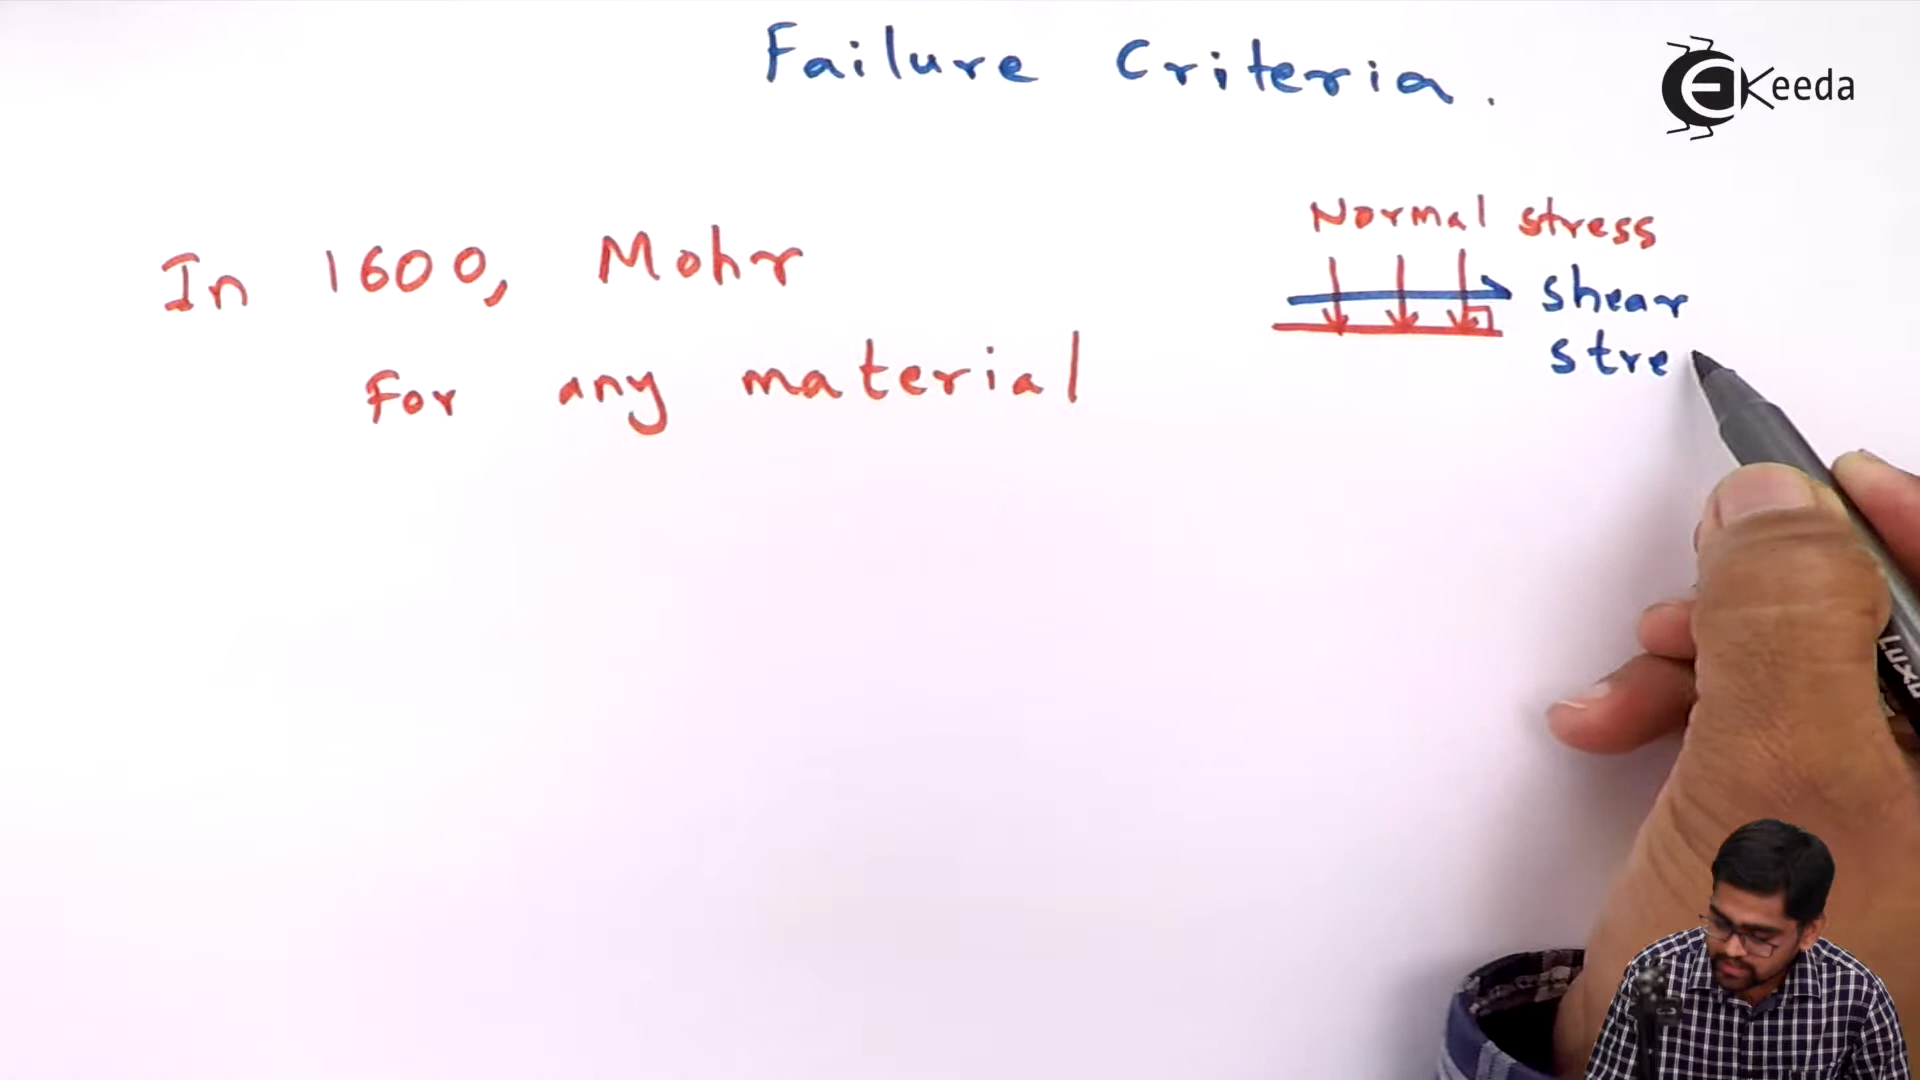 Failure Criteria.
Keeda
Normal stress
In 1600, Mohr
shear
stre
For any material